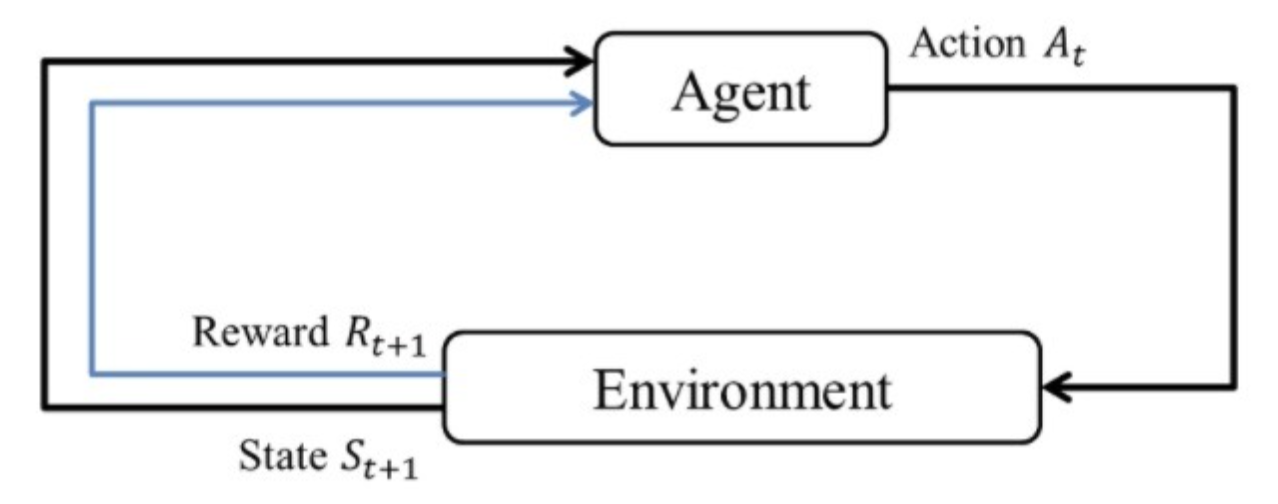 Action A_t
Agent
Reward R_{t+1}
Environment
State S_{t+1}